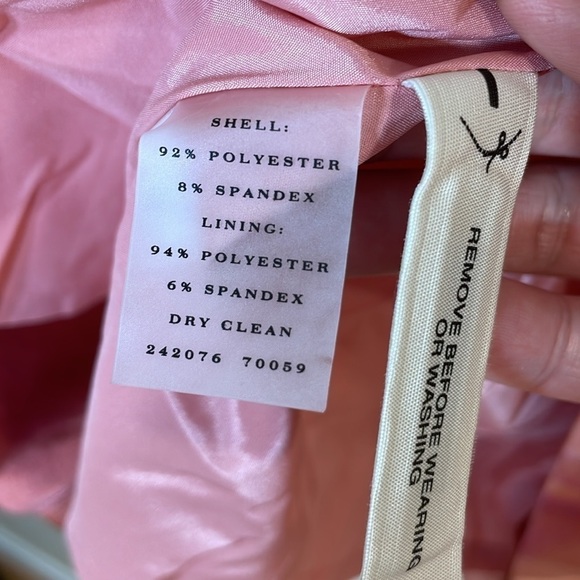 SHELL:
92% POLYESTER
8% SPANDEX
LINING:
94% POLYESTER
6% SPANDEX
DRY CLEAN
242076 70059
REMOVE BEFORE WEARING
OR WASHING